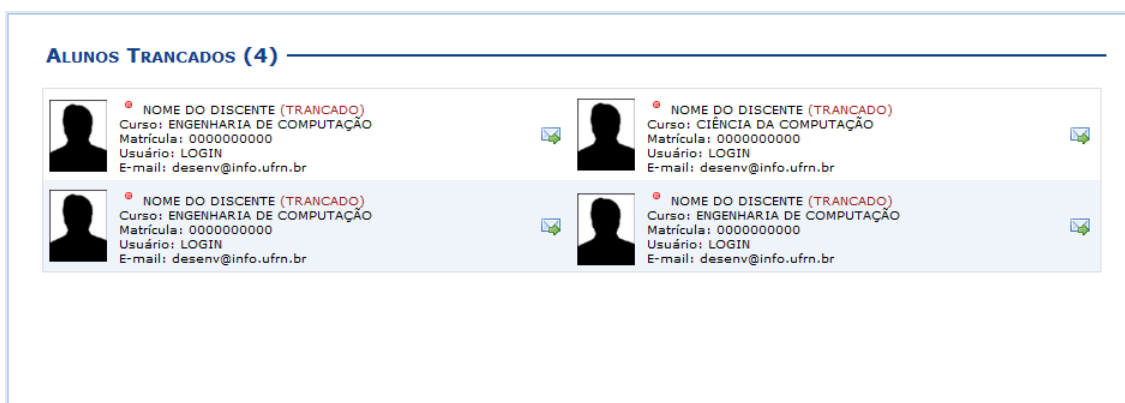 ALUNOS TRANCADOS (4)
NOME DO DISCENTE (TRANCADO)
Curso: ENGENHARIA DE COMPUTAÇÃO
Matrícula: 0000000000
Usuário: LOGIN
E-mail: desenv@info.ufrn.br
NOME DO DISCENTE (TRANCADO)
Curso: CIÊNCIA DA COMPUTAÇÃO
Matrícula: 0000000000
Usuário: LOGIN
E-mail: desenv@info.ufrn.br
NOME DO DISCENTE (TRANCADO)
Curso: ENGENHARIA DE COMPUTAÇÃO
Matrícula: 0000000000
Usuário: LOGIN
E-mail: desenv@info.ufrn.br
NOME DO DISCENTE (TRANCADO)
Curso: ENGENHARIA DE COMPUTAÇÃO
Matrícula: 0000000000
Usuário: LOGIN
E-mail: desenv@info.ufrn.br